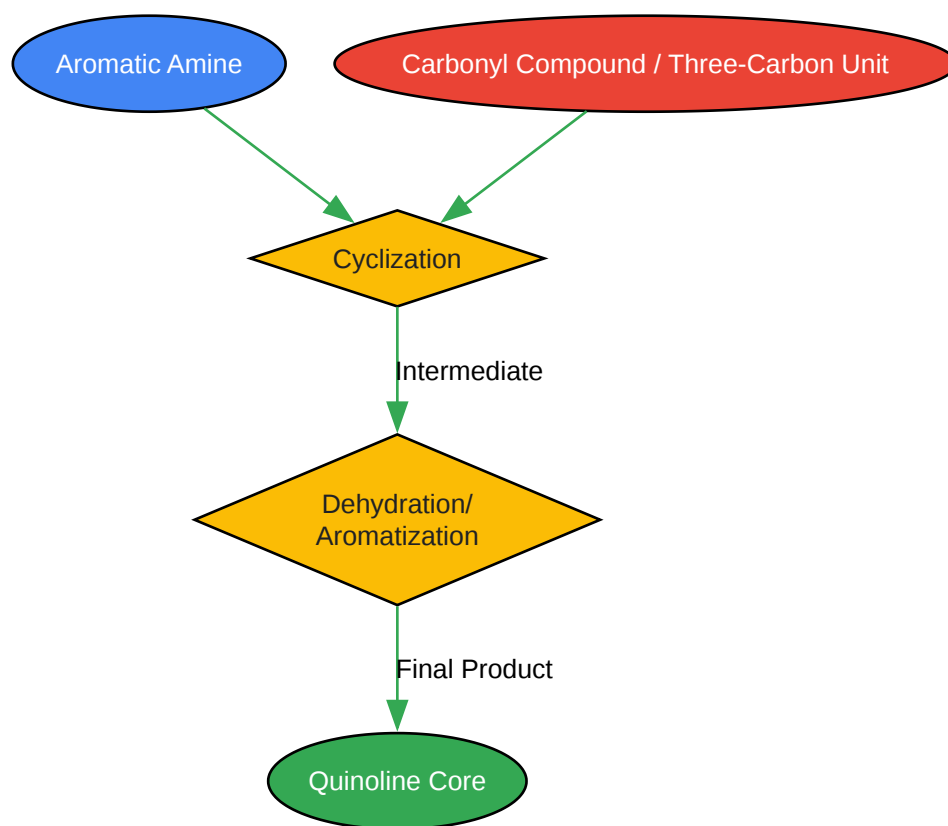 Aromatic Amine
Carbonyl Compound / Three-Carbon Unit
Cyclization
Intermediate
Dehydration/
Aromatization
Final Product
Quinoline Core